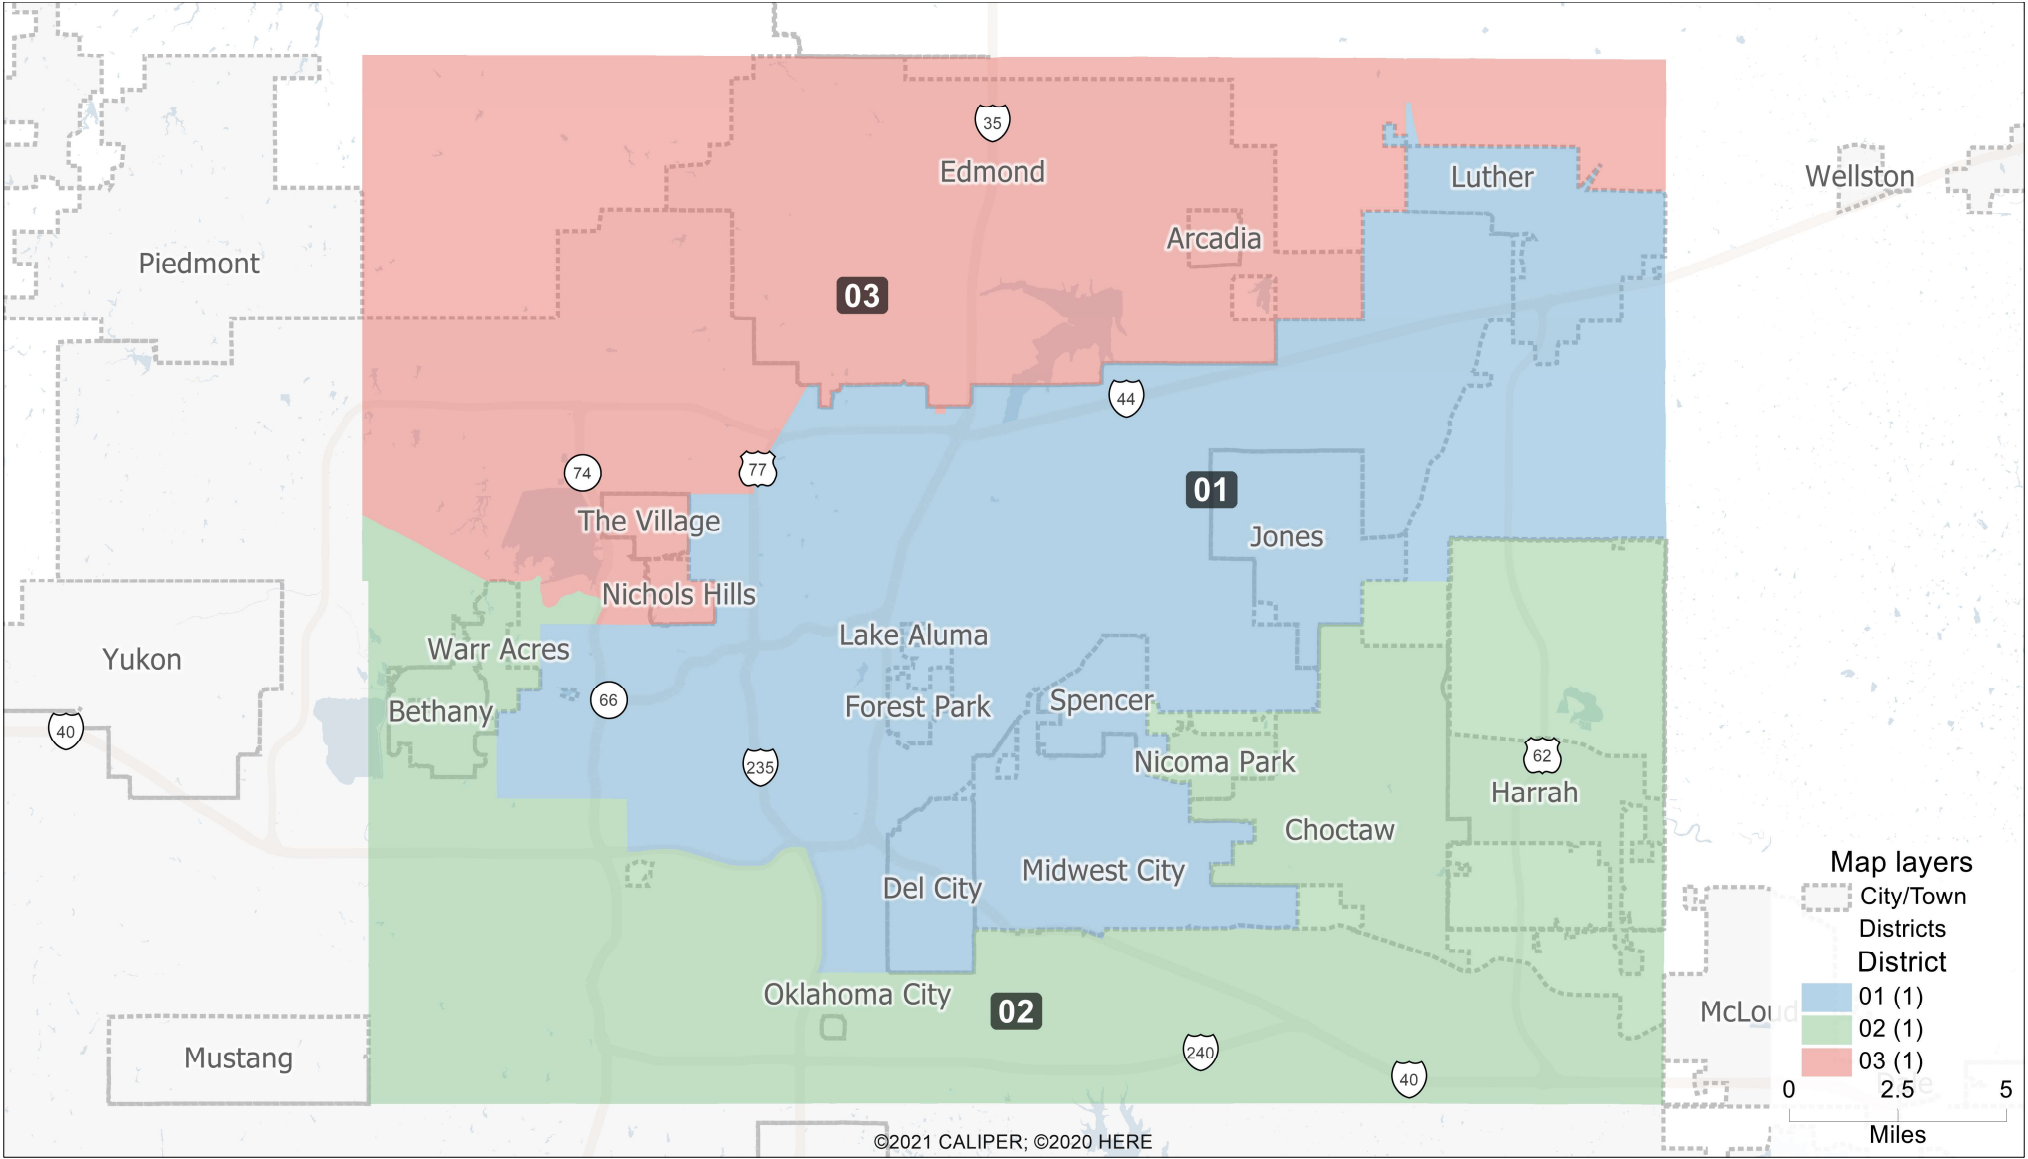 35
Edmond
Luther
Wellston
Arcadia
Piedmont
03
44
74
77
01
The Village
Jones
Nichols Hills
Lake Aluma
Warr Acres
Yukon
66
Spencer
Forest Park
Bethany
40
235
Nicoma Park
62
Harrah
Choctaw
Midwest City
Del City
Oklahoma City
02
McLoud
240
Mustang
40
Map layers
City/Town
Districts
District
01 (1)
02 (1)
03 (1)
Dale
0 2.5 5
Miles
©2021 CALIPER; ©2020 HERE